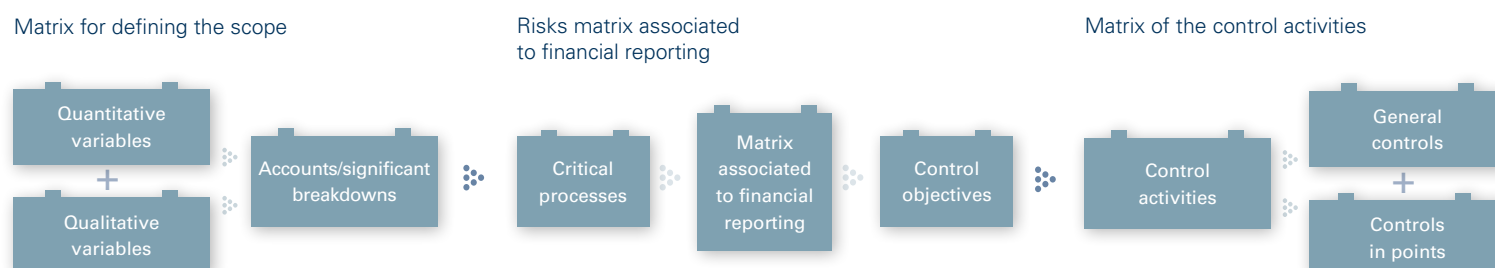 Matrix for defining the scope
Risks matrix associated
to financial reporting
Matrix of the control activities
Quantitative
variables
+
Qualitative
variables
Accounts/significant
breakdowns
Critical
processes
Matrix
associated
to financial
reporting
Control
objectives
Control
activities
General
controls
+
Controls
in points